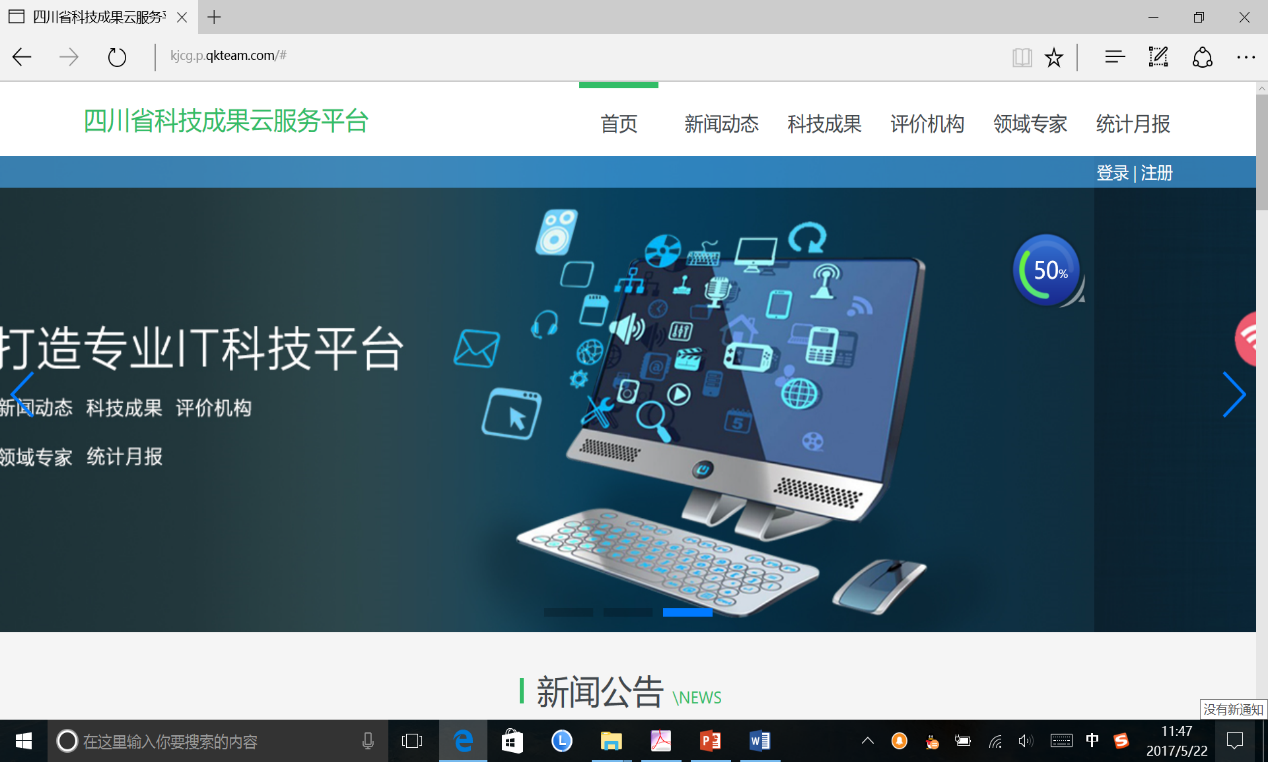 四川省科技成果云服务
kjcg.p.qkteam.com/#
四川省科技成果云服务平台
首页 新闻动态 科技成果 评价机构 领域专家 统计月报
登录 | 注册
50%
打造专业IT科技平台
新闻动态 科技成果 评价机构
领域专家 统计月报
5
新闻公告 \NEWS
没有新通知
在这里输入你要搜索的内容
中
11:47
2017/5/22